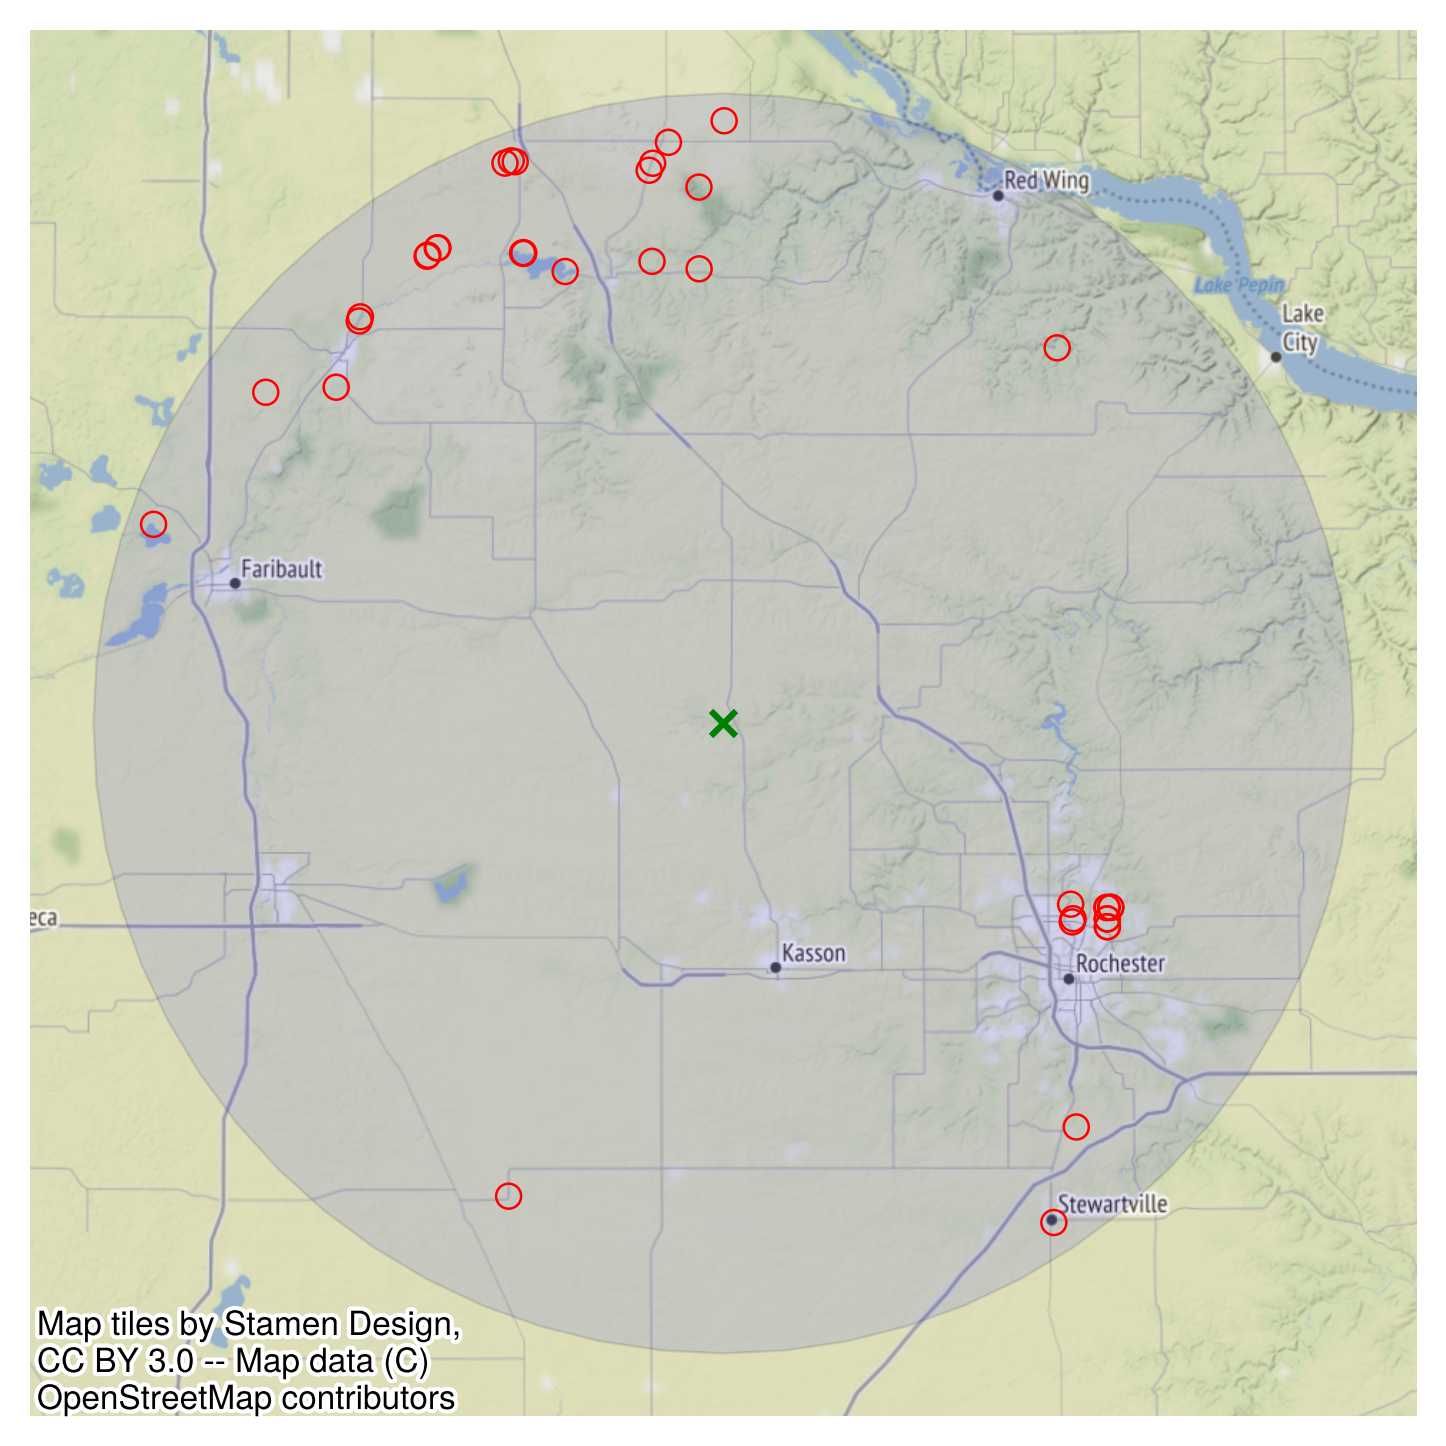 Red Wing
Lake Pepin
Lake
City
Faribault
eca
Kasson
Rochester
Stewartville
Map tiles by Stamen Design,
CC BY 3.0 -- Map data (C)
OpenStreetMap contributors